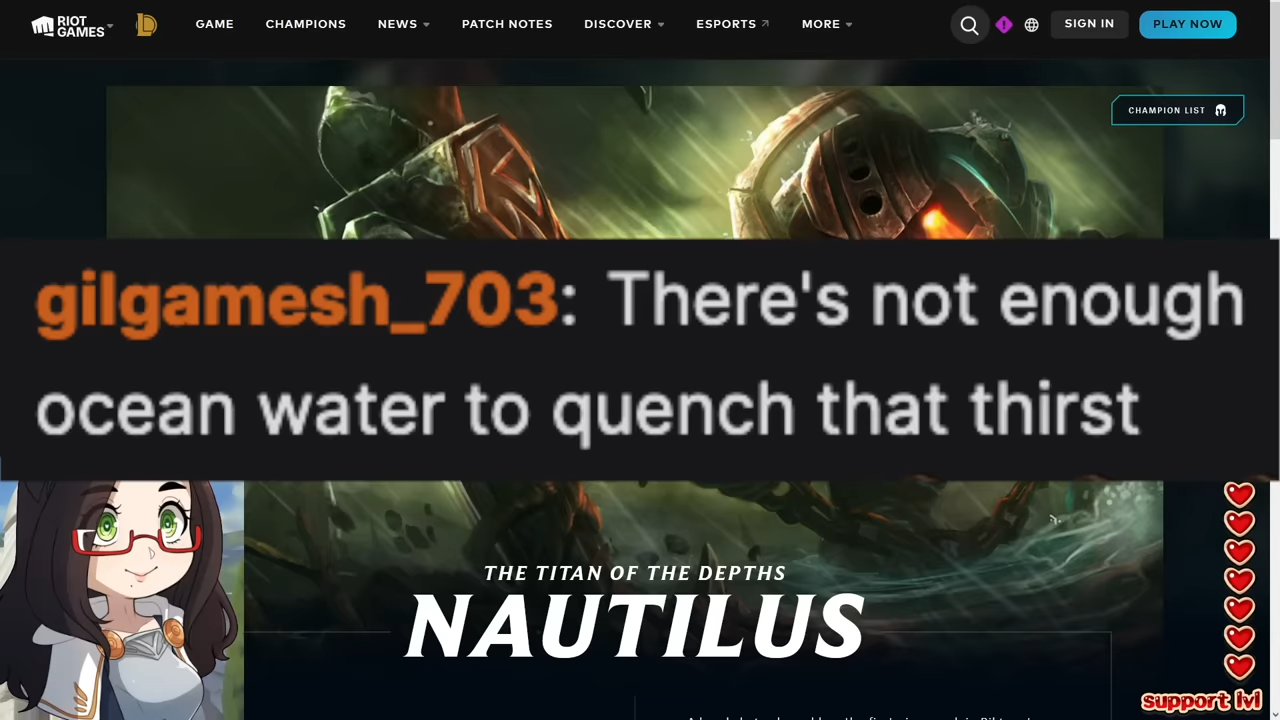 RIOT GAMES
GAME
CHAMPIONS
NEWS
PATCH NOTES
DISCOVER
ESPORTS
MORE
SIGN IN
PLAY NOW
CHAMPION LIST
gilgamesh_703: There's not enough
ocean water to quench that thirst
THE TITAN OF THE DEPTHS
NAUTILUS
support lvl